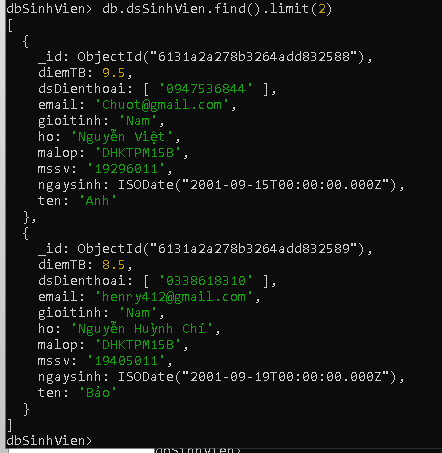 dbSinhVien> db.dsSinhVien.find().limit(2)
[
  {
    _id: ObjectId("6131a2a278b3264add832588"),
    diemTB: 9.5,
    dsDienthoai: [ '0947536844' ],
    email: 'Chuot@gmail.com',
    gioitinh: 'Nam',
    ho: 'Nguyễn Việt',
    malop: 'DHKTPM15B',
    mssv: '19296011',
    ngaysinh: ISODate("2001-09-15T00:00:00.000Z"),
    ten: 'Anh'
  },
  {
    _id: ObjectId("6131a2a278b3264add832589"),
    diemTB: 8.5,
    dsDienthoai: [ '0338618310' ],
    email: 'henry412@gmail.com',
    gioitinh: 'Nam',
    ho: 'Nguyễn Huỳnh Chí',
    malop: 'DHKTPM15B',
    mssv: '19405011',
    ngaysinh: ISODate("2001-09-19T00:00:00.000Z"),
    ten: 'Bảo'
  }
]
dbSinhVien>
dbSinhVien>